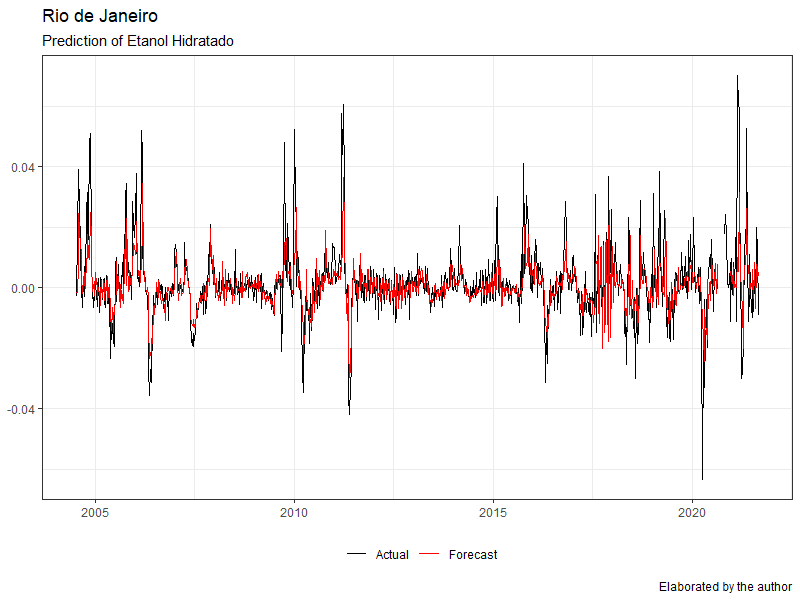 Rio de Janeiro
Prediction of Etanol Hidratado
0.04
0.00
-0.04
2005 2010 2015 2020
Actual Forecast
Elaborated by the author